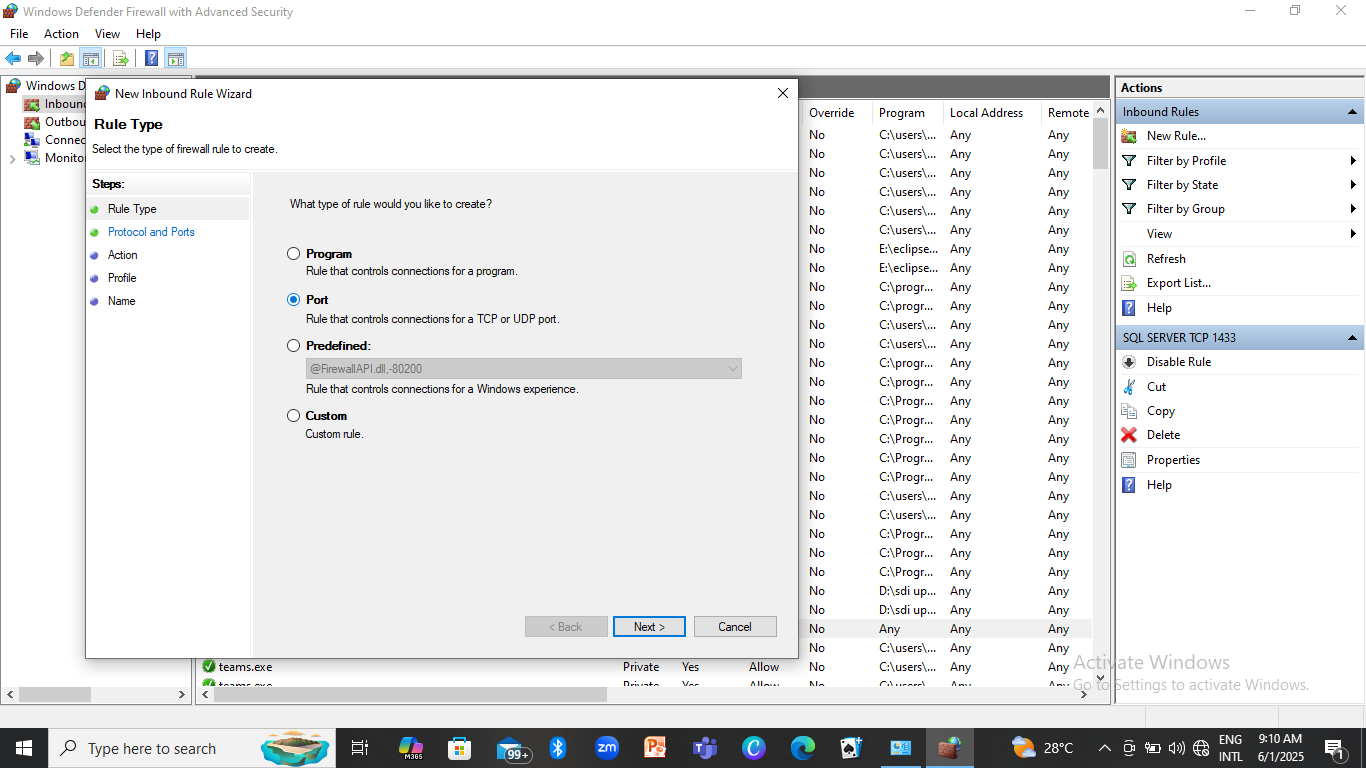 Windows Defender Firewall with Advanced Security
File Action View Help
Windows D
Inboun
Outbou
Connec
Monito
New Inbound Rule Wizard
Rule Type
Select the type of firewall rule to create.
Steps:
Rule Type
Protocol and Ports
Action
Profile
Name
What type of rule would you like to create?
Program
Rule that controls connections for a program.
Port
Rule that controls connections for a TCP or UDP port.
Predefined:
@FirewallAPI.dll,-80200
Rule that controls connections for a Windows experience.
Custom
Custom rule.
< Back Next > Cancel
Override Program Local Address Remote
No C:\users\... Any Any
No C:\users\... Any Any
No C:\users\... Any Any
No C:\users\... Any Any
No C:\users\... Any Any
No C:\users\... Any Any
No E:\eclipse... Any Any
No E:\eclipse... Any Any
No C:\progr... Any Any
No C:\progr... Any Any
No C:\users\... Any Any
No C:\users\... Any Any
No C:\progr... Any Any
No C:\progr... Any Any
No C:\Progr... Any Any
No C:\Progr... Any Any
No C:\Progr... Any Any
No C:\Progr... Any Any
No C:\Progr... Any Any
No C:\users\... Any Any
No C:\users\... Any Any
No C:\Progr... Any Any
No C:\Progr... Any Any
No C:\Progr... Any Any
No D:\sdi up... Any Any
No D:\sdi up... Any Any
No Any Any Any
No C:\users\... Any Any
teams.exe Private Yes Allow No C:\users\... Any Any
teams.exe Private Yes Allow No C:\users\... Any Any
Actions
Inbound Rules
New Rule...
Filter by Profile
Filter by State
Filter by Group
View
Refresh
Export List...
Help
SQL SERVER TCP 1433
Disable Rule
Cut
Copy
Delete
Properties
Help
Activate Windows
Go to Settings to activate Windows.
Type here to search
M365
99+
zm
28°C
ENG
INTL
9:10 AM
6/1/2025
1